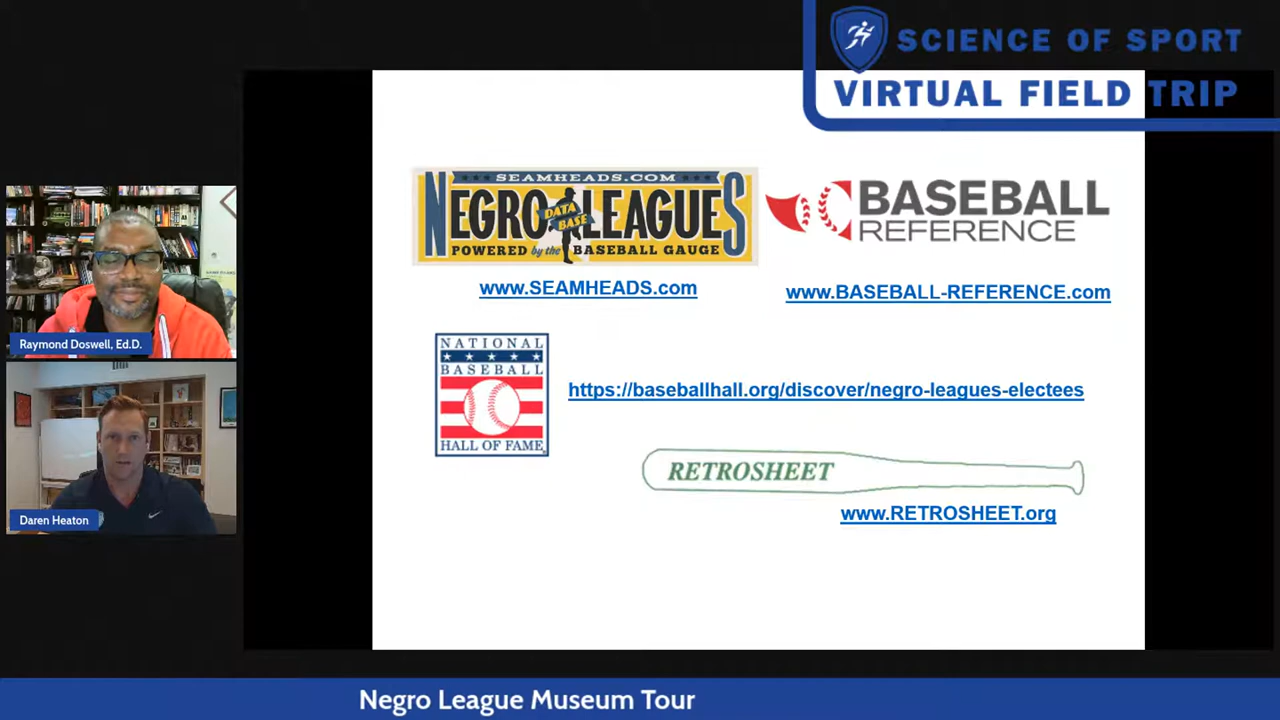 SCIENCE OF SPORT
VIRTUAL FIELD TRIP
SEAMHEADS.COM
NEGRO LEAGUES
DATA
BASE
POWERED by the BASEBALL GAUGE
www.SEAMHEADS.com
BASEBALL
REFERENCE
www.BASEBALL-REFERENCE.com
NATIONAL
BASEBALL
HALL OF FAME
https://baseballhall.org/discover/negro-leagues-electees
RETROSHEET
www.RETROSHEET.org
Raymond Doswell, Ed.D.
Daren Heaton
Negro League Museum Tour